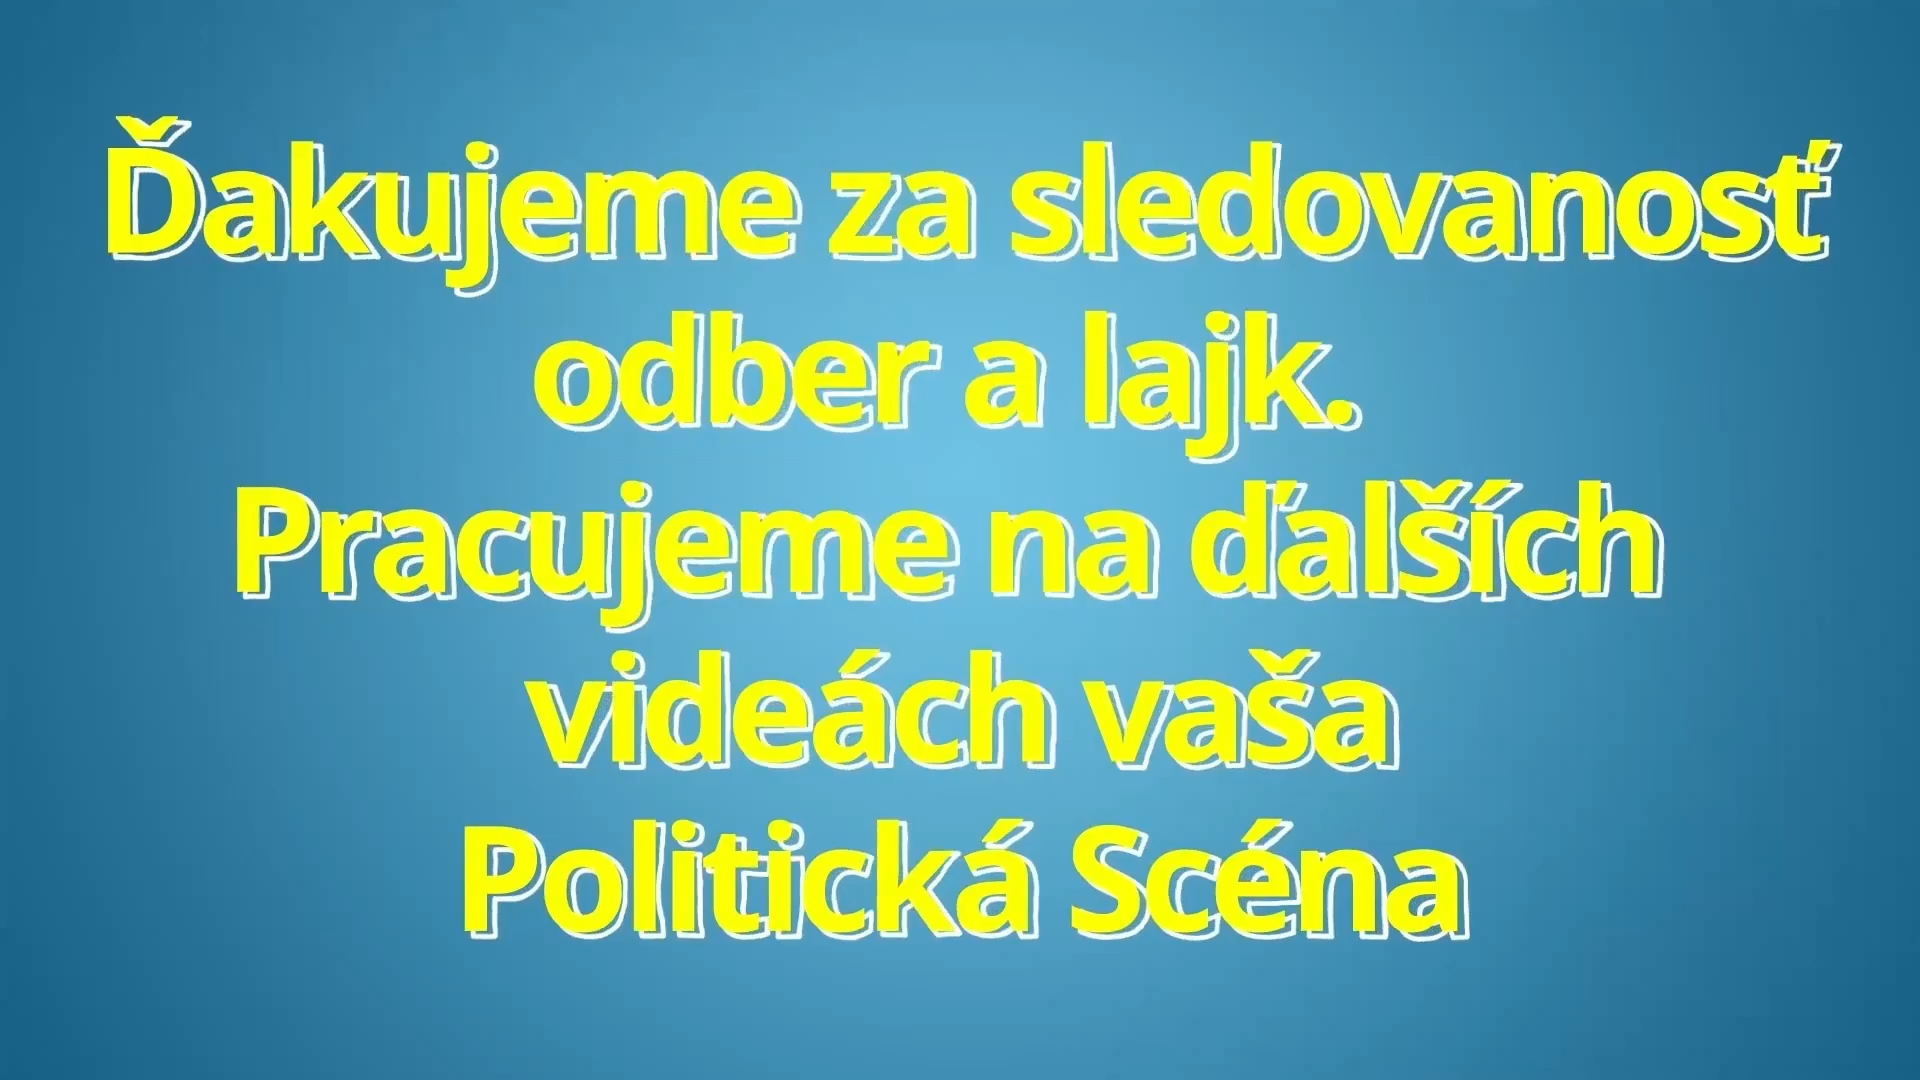 Ďakujeme za sledovanosť
odber a lajk.
Pracujeme na ďalších
videách vaša
Politická Scéna